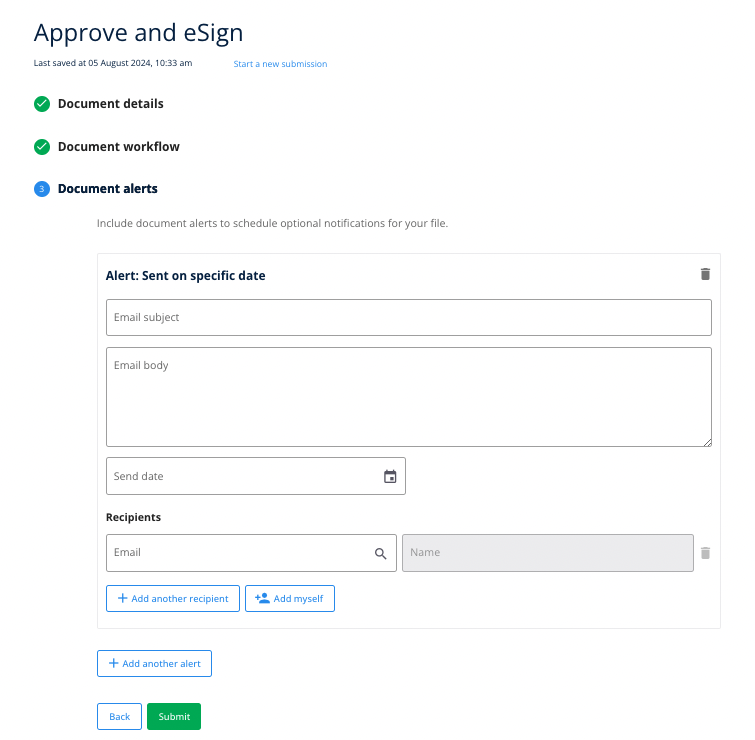 Approve and eSign
Last saved at 05 August 2024, 10:33 am
Start a new submission
Document details
Document workflow
3 Document alerts
Include document alerts to schedule optional notifications for your file.
Alert: Sent on specific date
Email subject
Email body
Send date
Recipients
Email
Name
Add another recipient
Add myself
Add another alert
Back
Submit